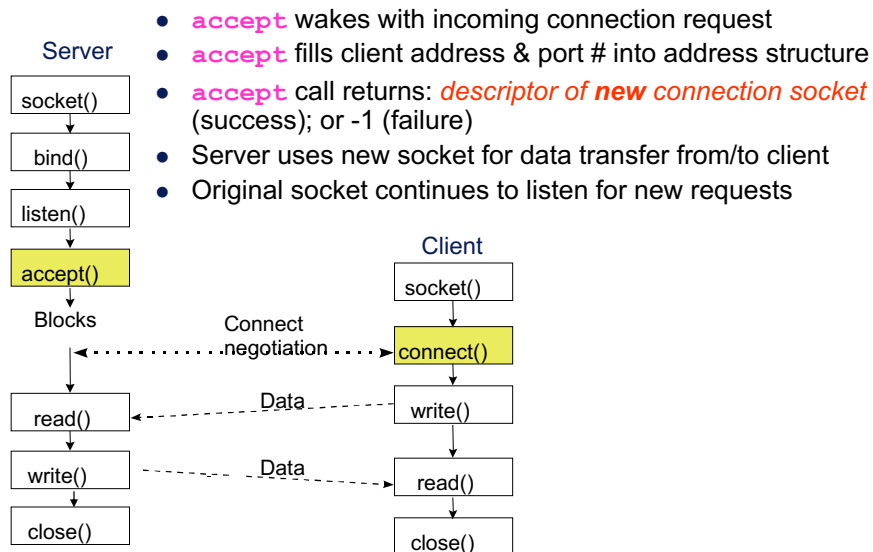 • accept wakes with incoming connection request
• accept fills client address & port # into address structure
• accept call returns: descriptor of new connection socket
(success); or -1 (failure)
• Server uses new socket for data transfer from/to client
• Original socket continues to listen for new requests
Server
socket()
bind()
listen()
accept()
Blocks
Client
socket()
Connect
negotiation
connect()
Data
write()
read()
Data
write()
read()
close()
close()